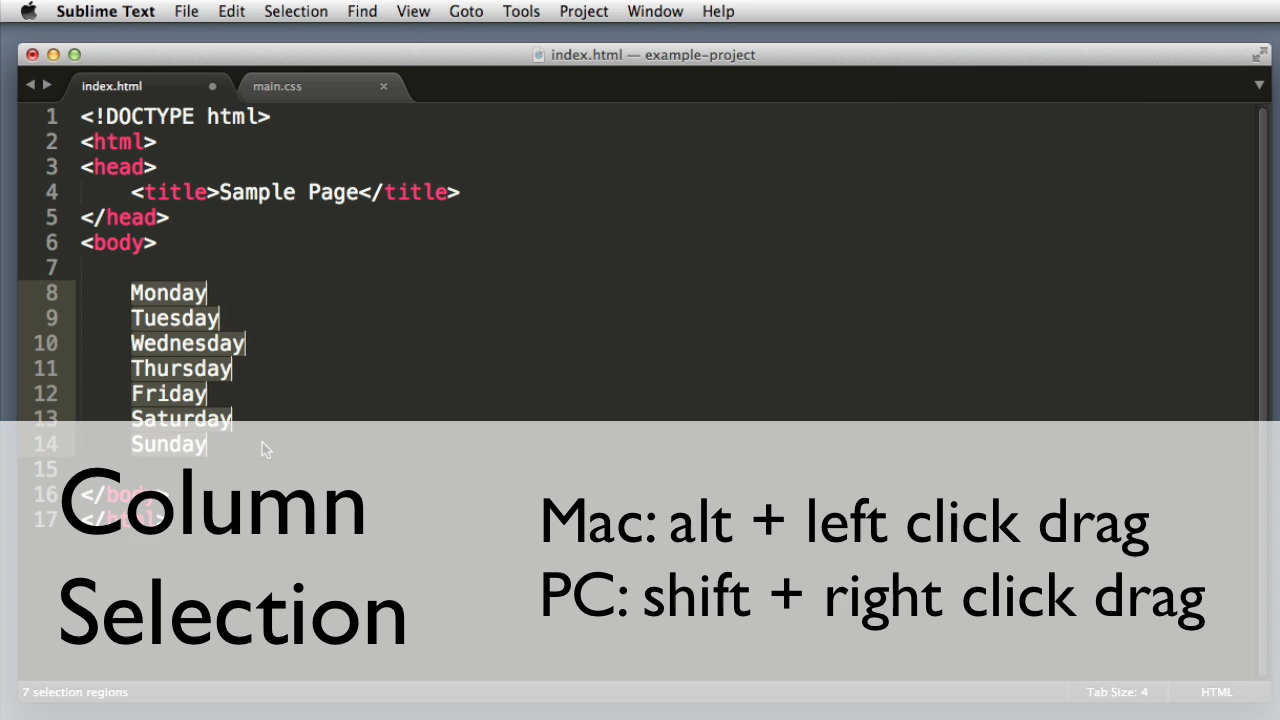 Sublime Text File Edit Selection Find View Goto Tools Project Window Help
index.html — example-project
index.html main.css
1 <!DOCTYPE html>
2 <html>
3 <head>
4 <title>Sample Page</title>
5 </head>
6 <body>
7
8 Monday
9 Tuesday
10 Wednesday
11 Thursday
12 Friday
13 Saturday
14 Sunday
15
16 </body>
17 </html>
Column
Selection
Mac: alt + left click drag
PC: shift + right click drag
7 selection regions Tab Size: 4 HTML